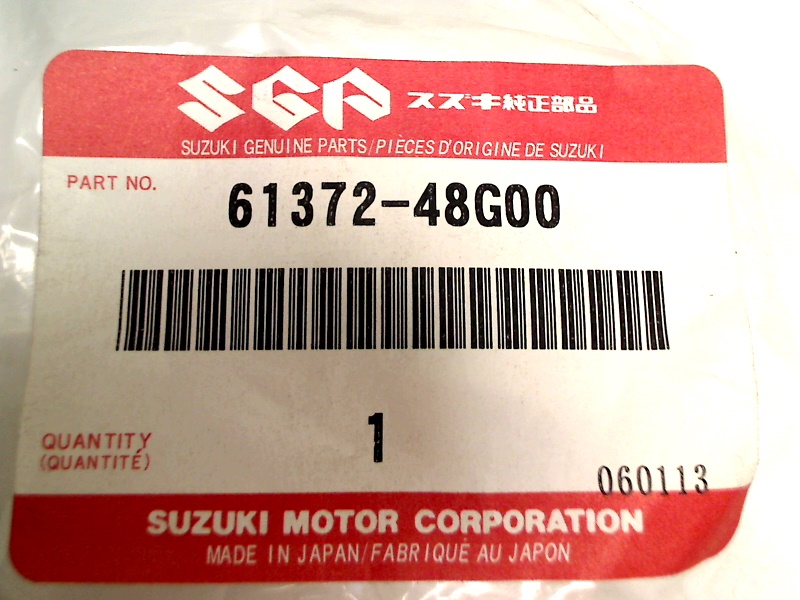 SGP スズキ純正部品
SUZUKI GENUINE PARTS/PIÈCES D'ORIGINE DE SUZUKI
PART NO. 61372-48G00
1
QUANTITY
(QUANTITÉ)
060113
SUZUKI MOTOR CORPORATION
MADE IN JAPAN/FABRIQUÉ AU JAPON